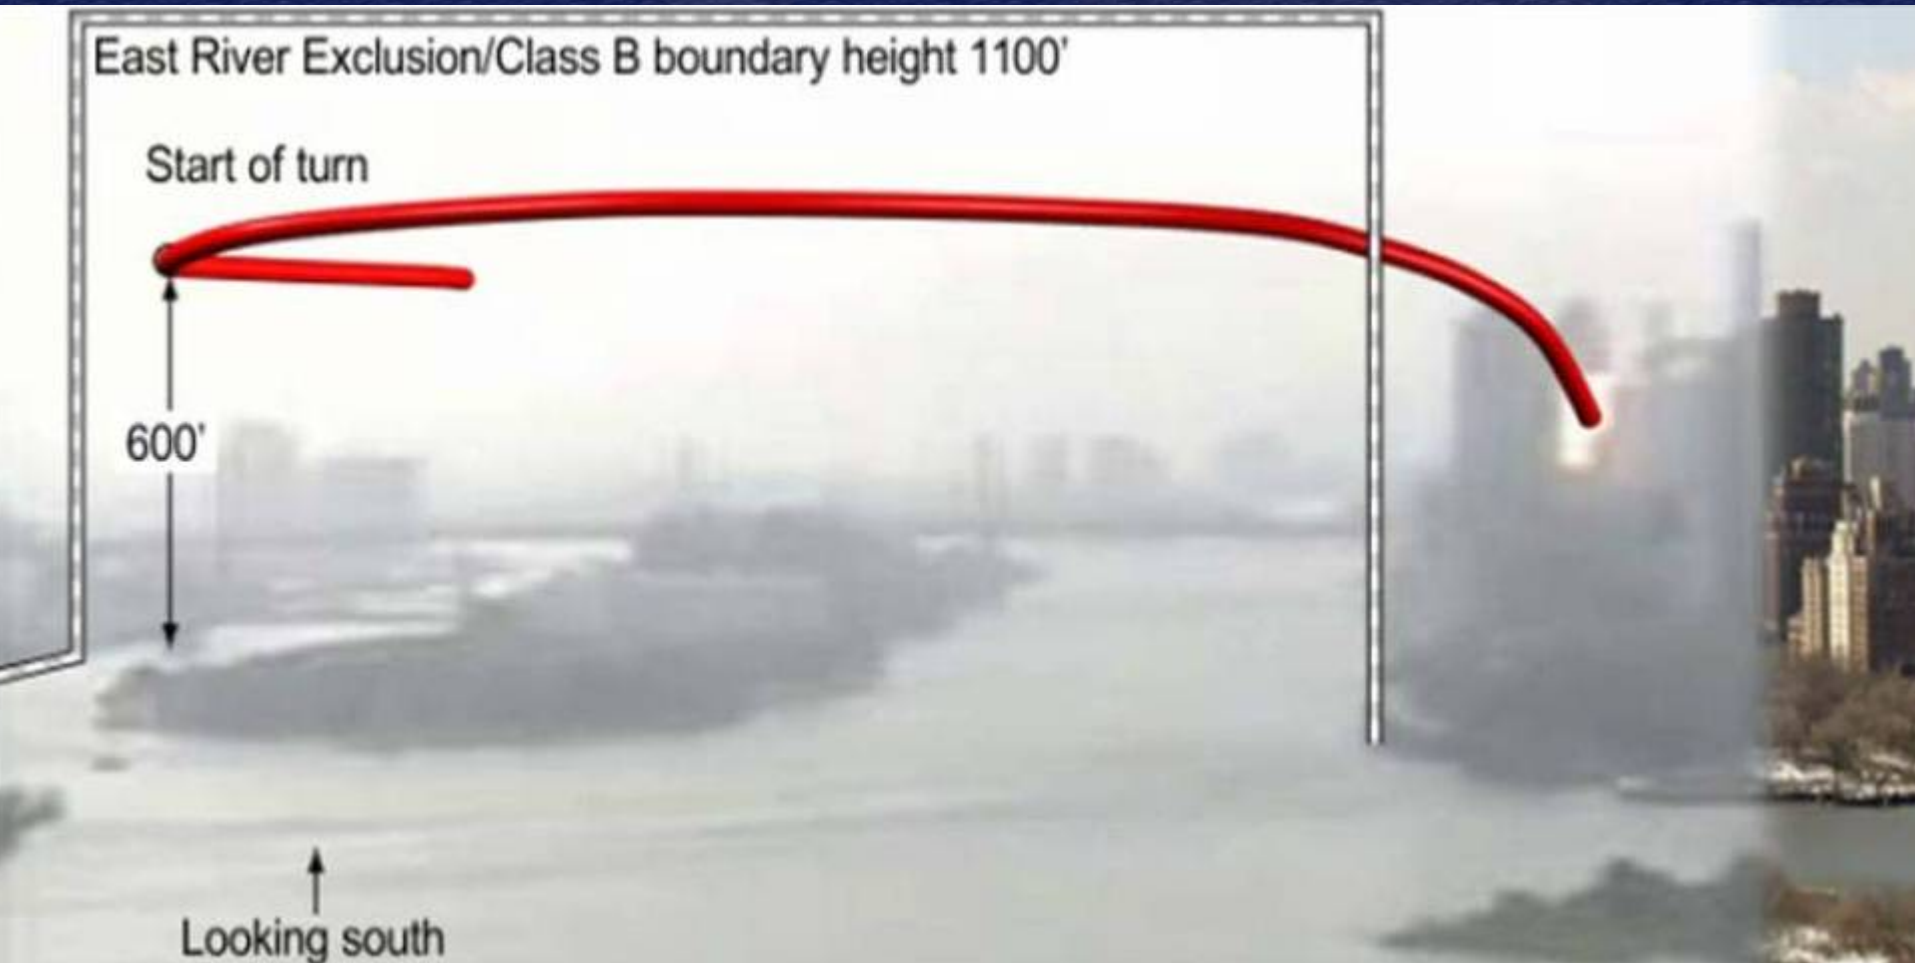 East River Exclusion/Class B boundary height 1100'
Start of turn
600'
Looking south